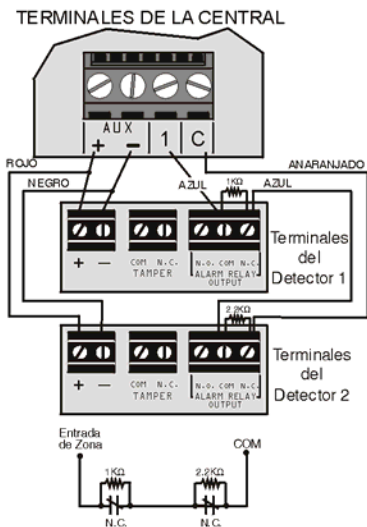 TERMINALES DE LA CENTRAL
AUX
+ − 1 C
ROJO
NEGRO
AZUL
1KΩ
AZUL
ANARANJADO
+ −
COM N.C.
TAMPER
N.O. COM N.C.
ALARM RELAY
OUTPUT
Terminales
del
Detector 1
2.2KΩ
+ −
COM N.C.
TAMPER
N.O. COM N.C.
ALARM RELAY
OUTPUT
Terminales
del
Detector 2
Entrada
de Zona
COM
1KΩ
2.2KΩ
N.C.
N.C.